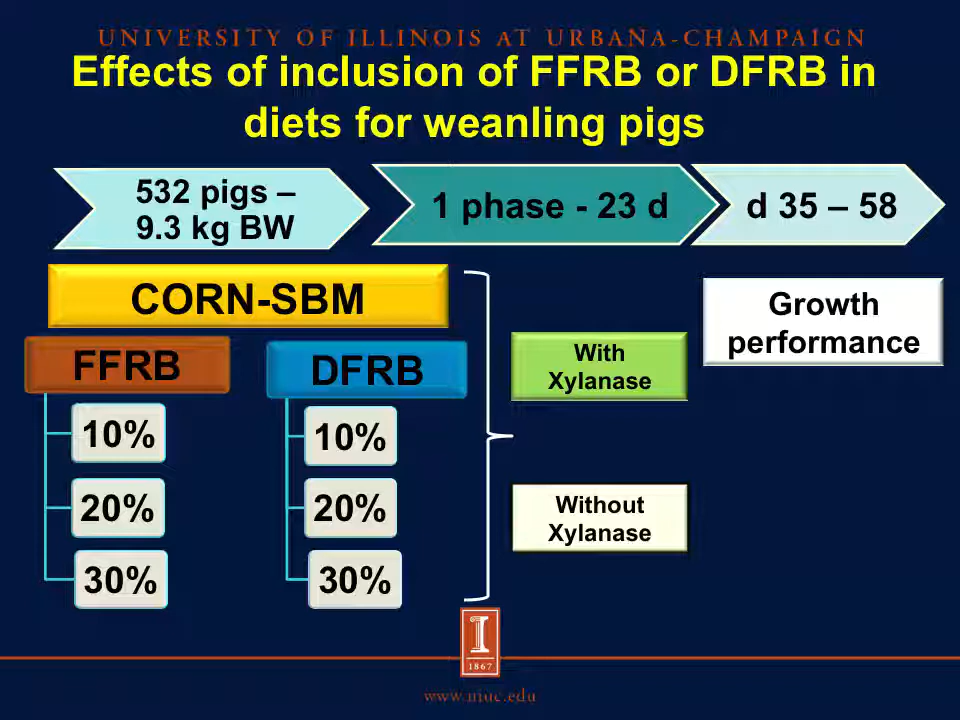 UNIVERSITY OF ILLINOIS AT URBANA-CHAMPAIGN
Effects of inclusion of FFRB or DFRB in
diets for weanling pigs
532 pigs –
9.3 kg BW
1 phase - 23 d
d 35 – 58
CORN-SBM
FFRB
10%
20%
30%
DFRB
10%
20%
30%
With
Xylanase
Without
Xylanase
Growth
performance
I
1867
www.uiuc.edu